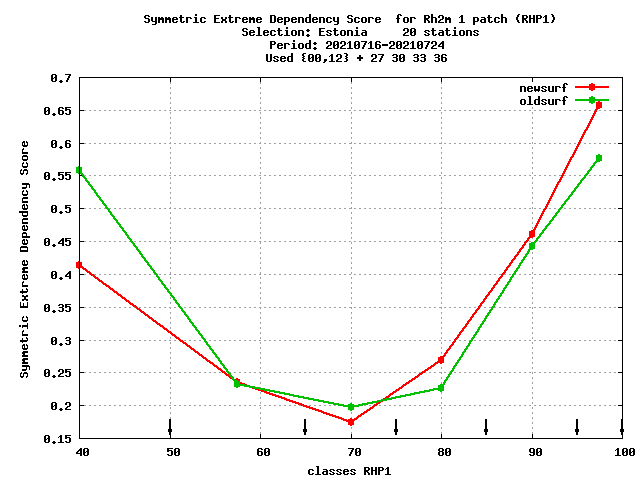 Symmetric Extreme Dependency Score  for Rh2m 1 patch (RHP1)
Selection: Estonia     20 stations
Period: 20210716-20210724
Used {00,12} + 27 30 33 36
newsurf
oldsurf
Symmetric Extreme Dependency Score
0.7
0.65
0.6
0.55
0.5
0.45
0.4
0.35
0.3
0.25
0.2
0.15
40 50 60 70 80 90 100
classes RHP1